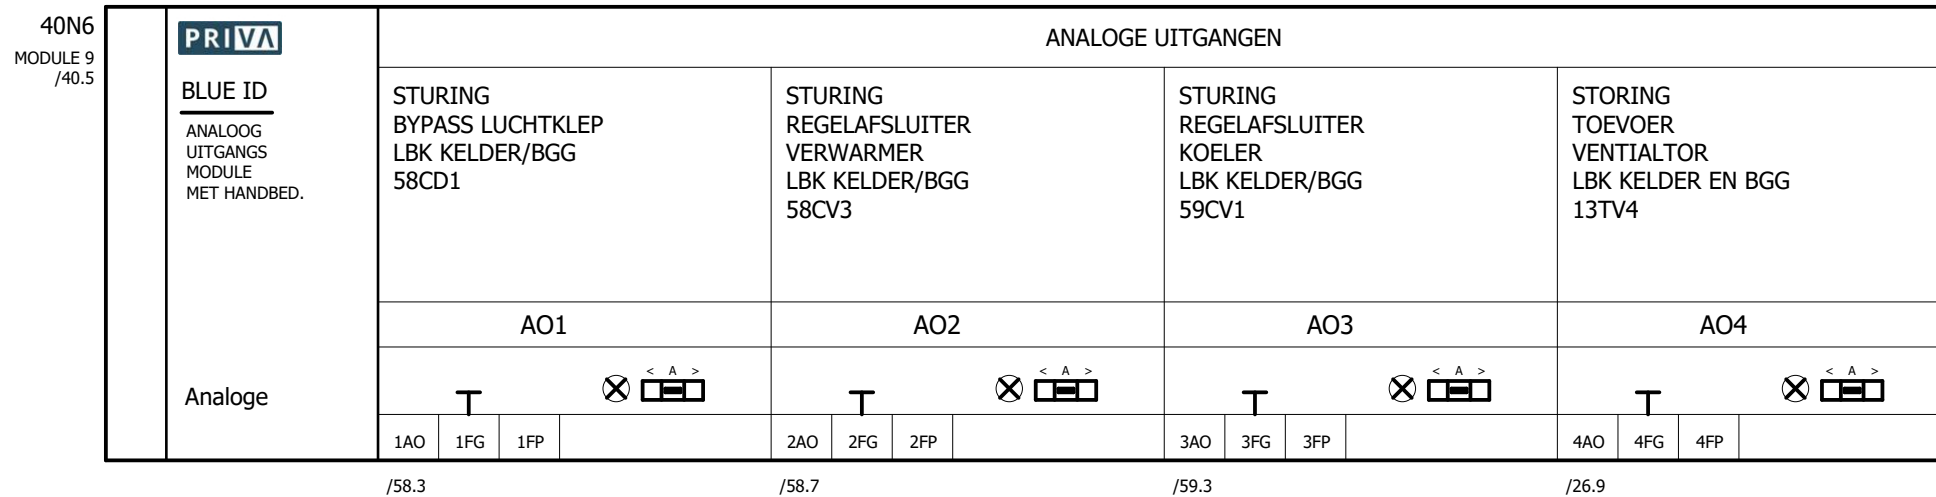 40N6
MODULE 9
/40.5
PRIVA
BLUE ID
ANALOOG
UITGANGS
MODULE
MET HANDBED.
Analoge
ANALOGE UITGANGEN
STURING
BYPASS LUCHTKLEP
LBK KELDER/BGG
58CD1
STURING
REGELAFSLUITER
VERWARMER
LBK KELDER/BGG
58CV3
STURING
REGELAFSLUITER
KOELER
LBK KELDER/BGG
59CV1
STORING
TOEVOER
VENTIALTOR
LBK KELDER EN BGG
13TV4
AO1 AO2 AO3 AO4
< A > < A > < A > < A >
1AO 1FG 1FP 2AO 2FG 2FP 3AO 3FG 3FP 4AO 4FG 4FP
/58.3 /58.7 /59.3 /26.9